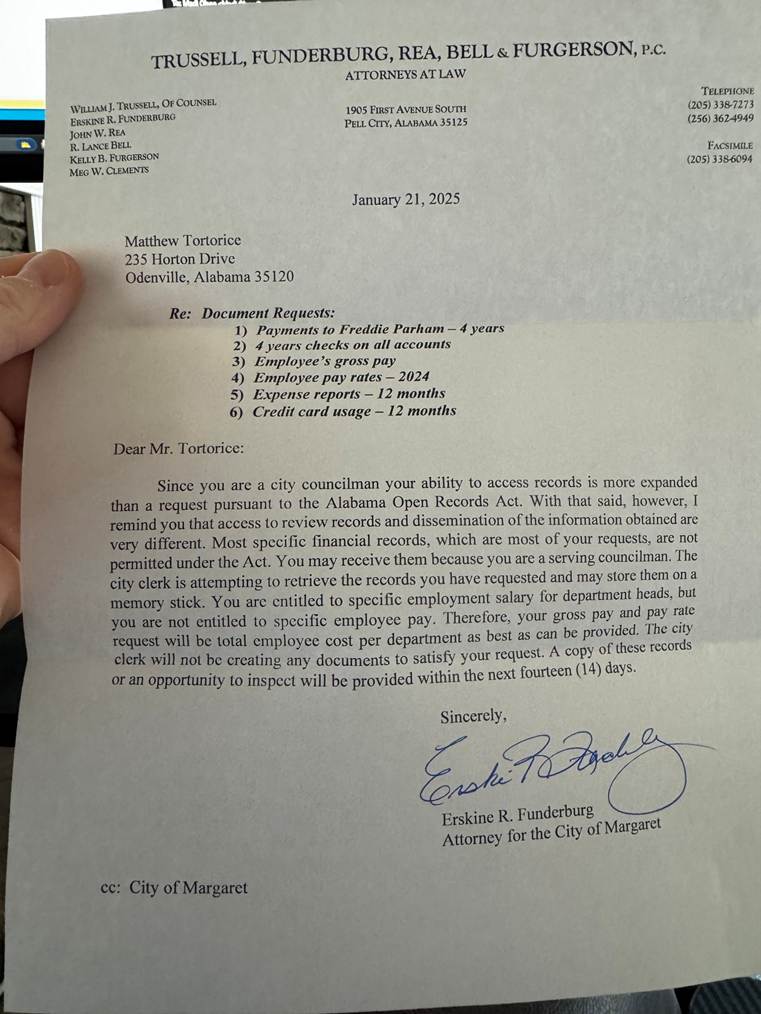 TRUSSELL, FUNDERBURG, REA, BELL & FURGERSON, P.C.
ATTORNEYS AT LAW
WILLIAM J. TRUSSELL, OF COUNSEL
ERSKINE R. FUNDERBURG
JOHN W. REA
R. LANCE BELL
KELLY B. FURGERSON
MEG W. CLEMENTS
1905 FIRST AVENUE SOUTH
PELL CITY, ALABAMA 35125
TELEPHONE
(205) 338-7273
(256) 362-4949
FACSIMILE
(205) 338-6094
January 21, 2025
Matthew Tortorice
235 Horton Drive
Odenville, Alabama 35120
Re: Document Requests:
1) Payments to Freddie Parham – 4 years
2) 4 years checks on all accounts
3) Employee's gross pay
4) Employee pay rates – 2024
5) Expense reports – 12 months
6) Credit card usage – 12 months
Dear Mr. Tortorice:
Since you are a city councilman your ability to access records is more expanded
than a request pursuant to the Alabama Open Records Act. With that said, however, I
remind you that access to review records and dissemination of the information obtained are
very different. Most specific financial records, which are most of your requests, are not
permitted under the Act. You may receive them because you are a serving councilman. The
city clerk is attempting to retrieve the records you have requested and may store them on a
memory stick. You are entitled to specific employment salary for department heads, but
you are not entitled to specific employee pay. Therefore, your gross pay and pay rate
request will be total employee cost per department as best as can be provided. The city
clerk will not be creating any documents to satisfy your request. A copy of these records
or an opportunity to inspect will be provided within the next fourteen (14) days.
Sincerely,
Erskine R. Funderburg
Attorney for the City of Margaret
cc: City of Margaret